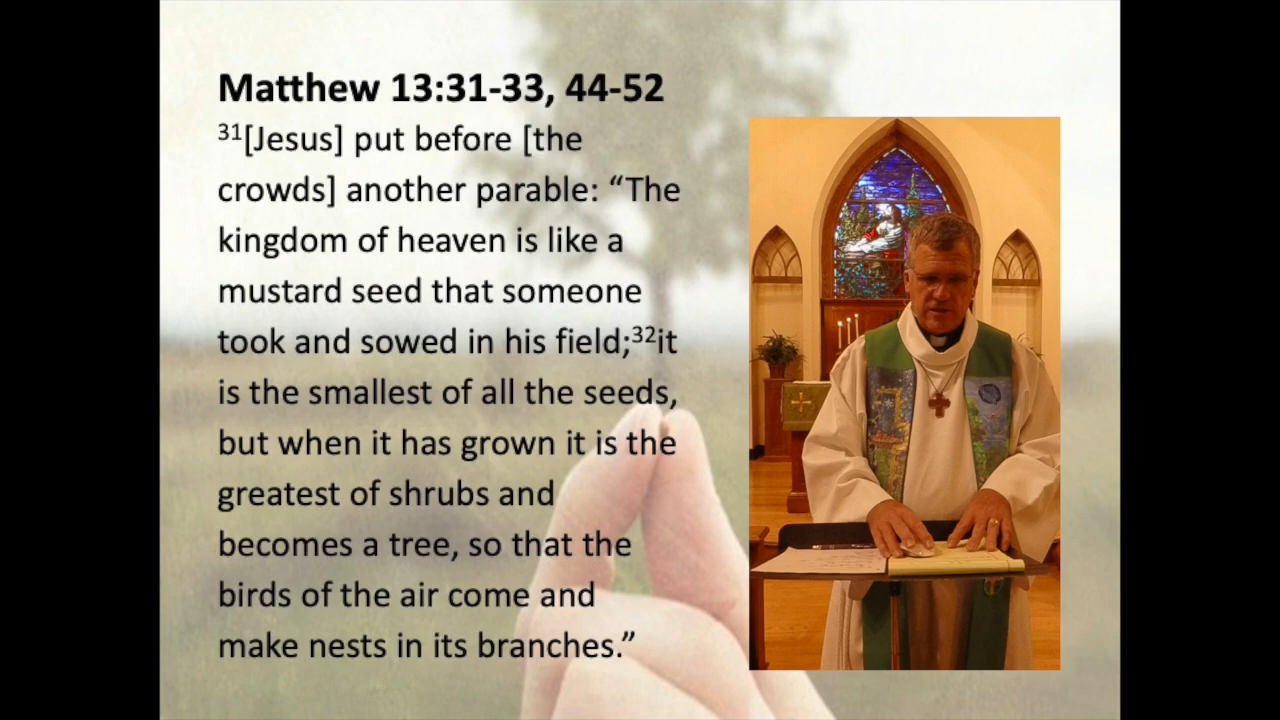 Matthew 13:31-33, 44-52
³¹[Jesus] put before [the
crowds] another parable: “The
kingdom of heaven is like a
mustard seed that someone
took and sowed in his field;³²it
is the smallest of all the seeds,
but when it has grown it is the
greatest of shrubs and
becomes a tree, so that the
birds of the air come and
make nests in its branches.”